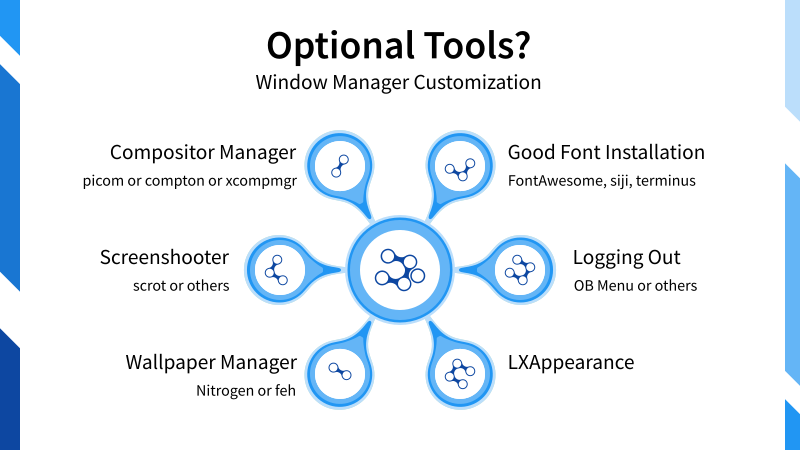 Optional Tools?
Window Manager Customization
Compositor Manager
picom or compton or xcompmgr
Good Font Installation
FontAwesome, siji, terminus
Screenshooter
scrot or others
Logging Out
OB Menu or others
Wallpaper Manager
Nitrogen or feh
LXAppearance